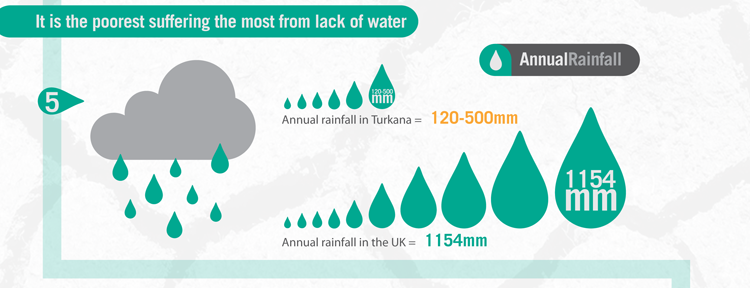 It is the poorest suffering the most from lack of water
AnnualRainfall
5
120-500
mm
Annual rainfall in Turkana = 120-500mm
1154
mm
Annual rainfall in the UK = 1154mm